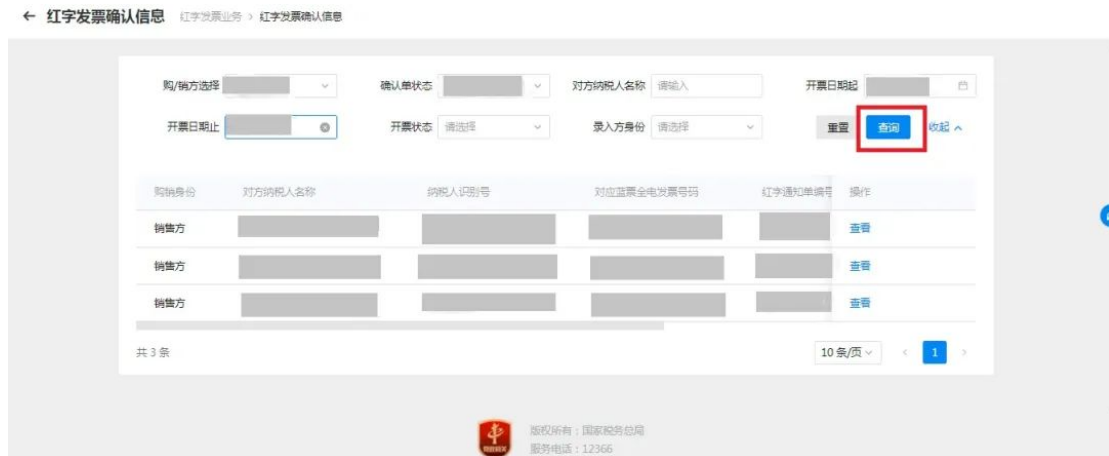 ← 红字发票确认信息 红字发票业务 > 红字发票确认信息
购/销方选择 确认单状态 对方纳税人名称 请输入 开票日期起
开票日期止 开票状态 请选择 录入方身份 请选择 重置 查询 收起
购销身份 对方纳税人名称 纳税人识别号 对应蓝票全电发票号码 红字通知单编号 操作
销售方 查看
销售方 查看
销售方 查看
共 3 条 10 条/页 < 1 >
版权所有：国家税务总局
服务电话：12366